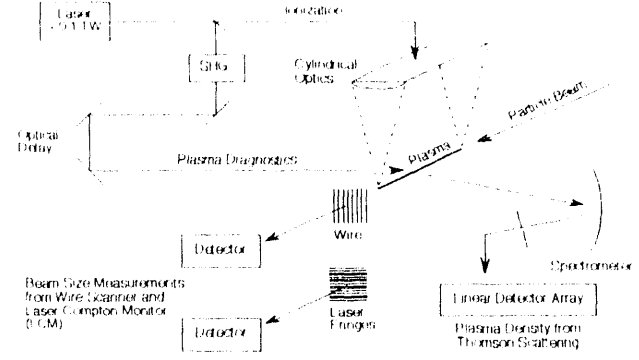 Laser
Ionization
SHG
Cylindrical
Optics
Particle Beam
Optical
Delay
Plasma Diagnostics
Plasma
Wire
Detector
Spectrometer
Beam Size Measurements
from Wire Scanner and
Laser Compton Monitor
Laser
Fringes
Linear Detector Array
Plasma Density from
Thomson Scattering
Detector